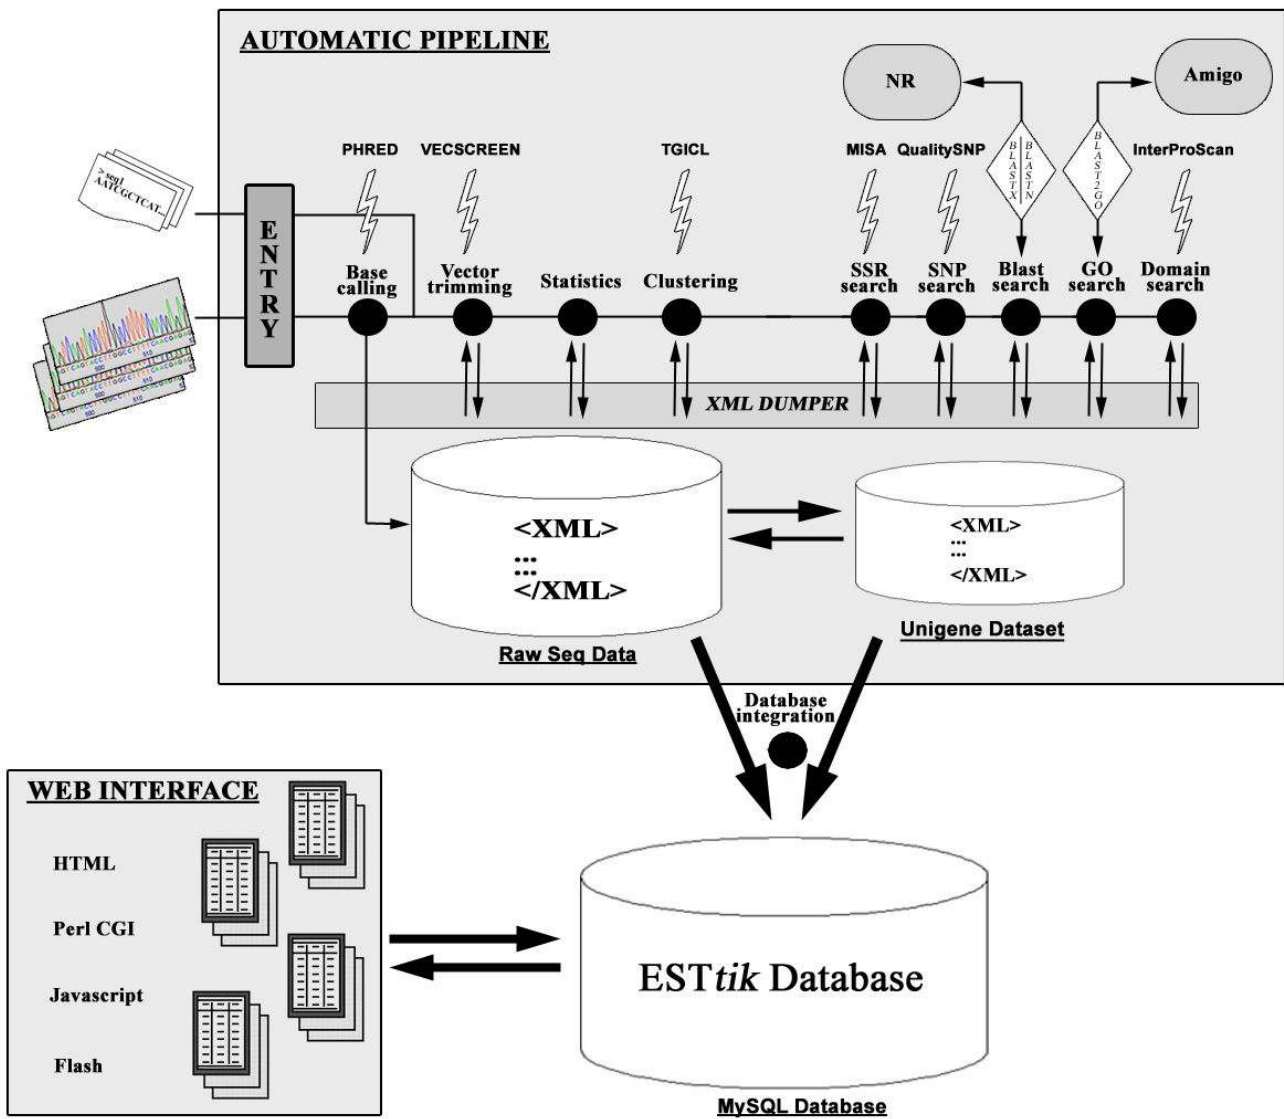 AUTOMATIC PIPELINE
NR
Amigo
PHRED
VECSCREEN
TGICL
MISA
QualitySNP
BLASTX
BLASTN
BLAST2GO
InterProScan
> seq1
AATCGCTCAT...
ENTRY
Base
calling
Vector
trimming
Statistics
Clustering
SSR
search
SNP
search
Blast
search
GO
search
Domain
search
XML DUMPER
<XML>
...
...
</XML>
Raw Seq Data
<XML>
...
...
</XML>
Unigene Dataset
Database
integration
WEB INTERFACE
HTML
Perl CGI
Javascript
Flash
ESTtik Database
MySQL Database